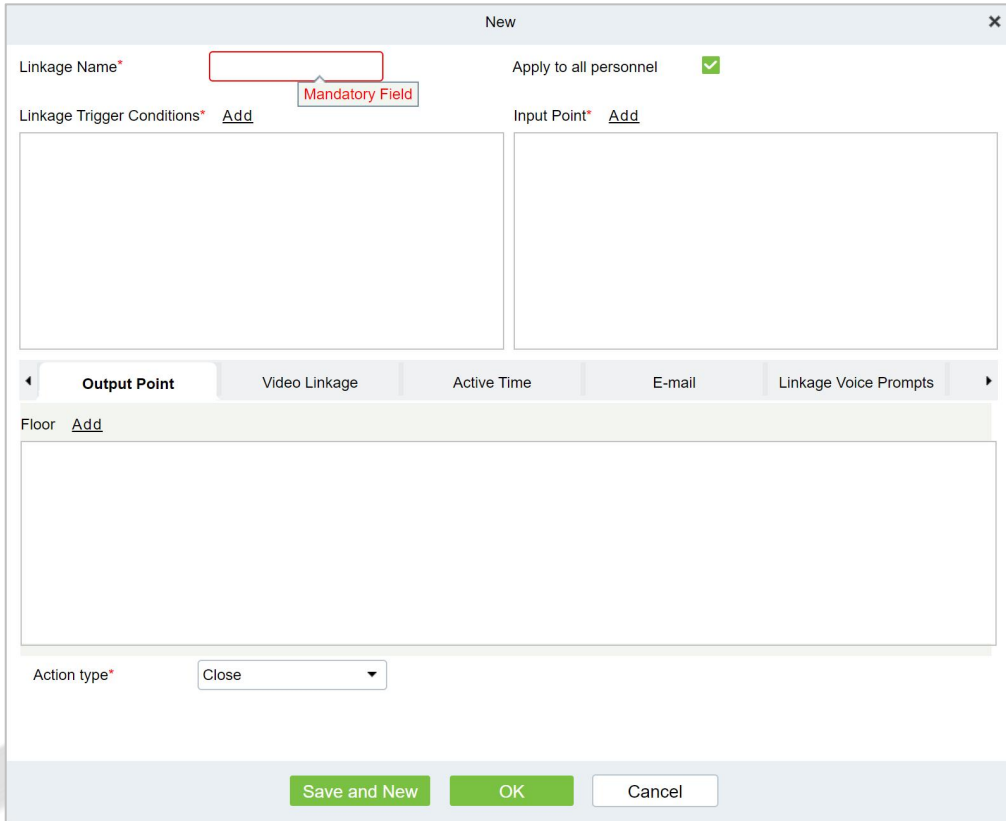 New
Linkage Name* Apply to all personnel
Mandatory Field
Linkage Trigger Conditions* Add Input Point* Add
Output Point Video Linkage Active Time E-mail Linkage Voice Prompts
Floor Add
Action type* Close
Save and New OK Cancel